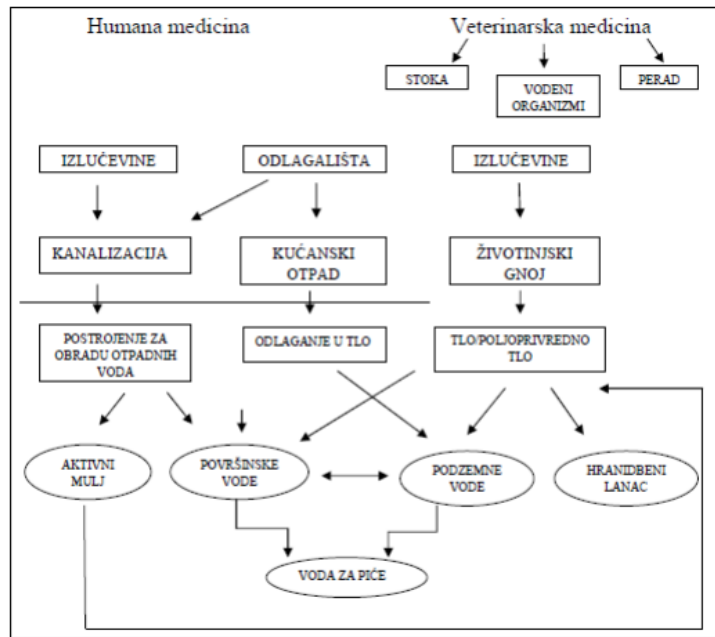 Humana medicina
Veterinarska medicina
STOKA
VODENI
ORGANIZMI
PERAD
IZLUČEVINE
ODLAGALIŠTA
IZLUČEVINE
KANALIZACIJA
KUĆANSKI
OTPAD
ŽIVOTINJSKI
GNOJ
POSTROJENJE ZA
OBRADU OTPADNIH
VODA
ODLAGANJE U TLO
TLO/POLJOPRIVREDNO
TLO
AKTIVNI
MULJ
POVRŠINSKE
VODE
PODZEMNE
VODE
HRANIDBENI
LANAC
VODA ZA PIĆE